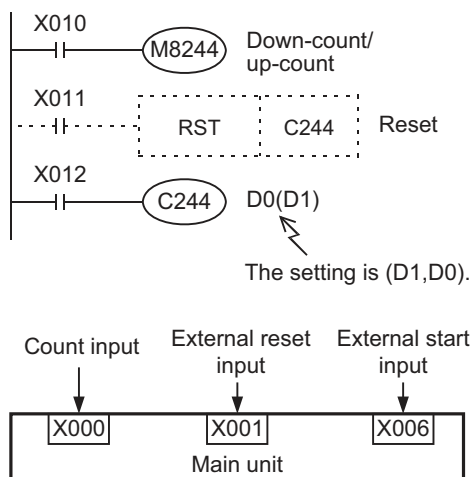 X010
M8244
Down-count/
up-count
X011
RST
C244
Reset
X012
C244
D0(D1)
The setting is (D1,D0).
Count input
External reset
input
External start
input
X000
X001
X006
Main unit